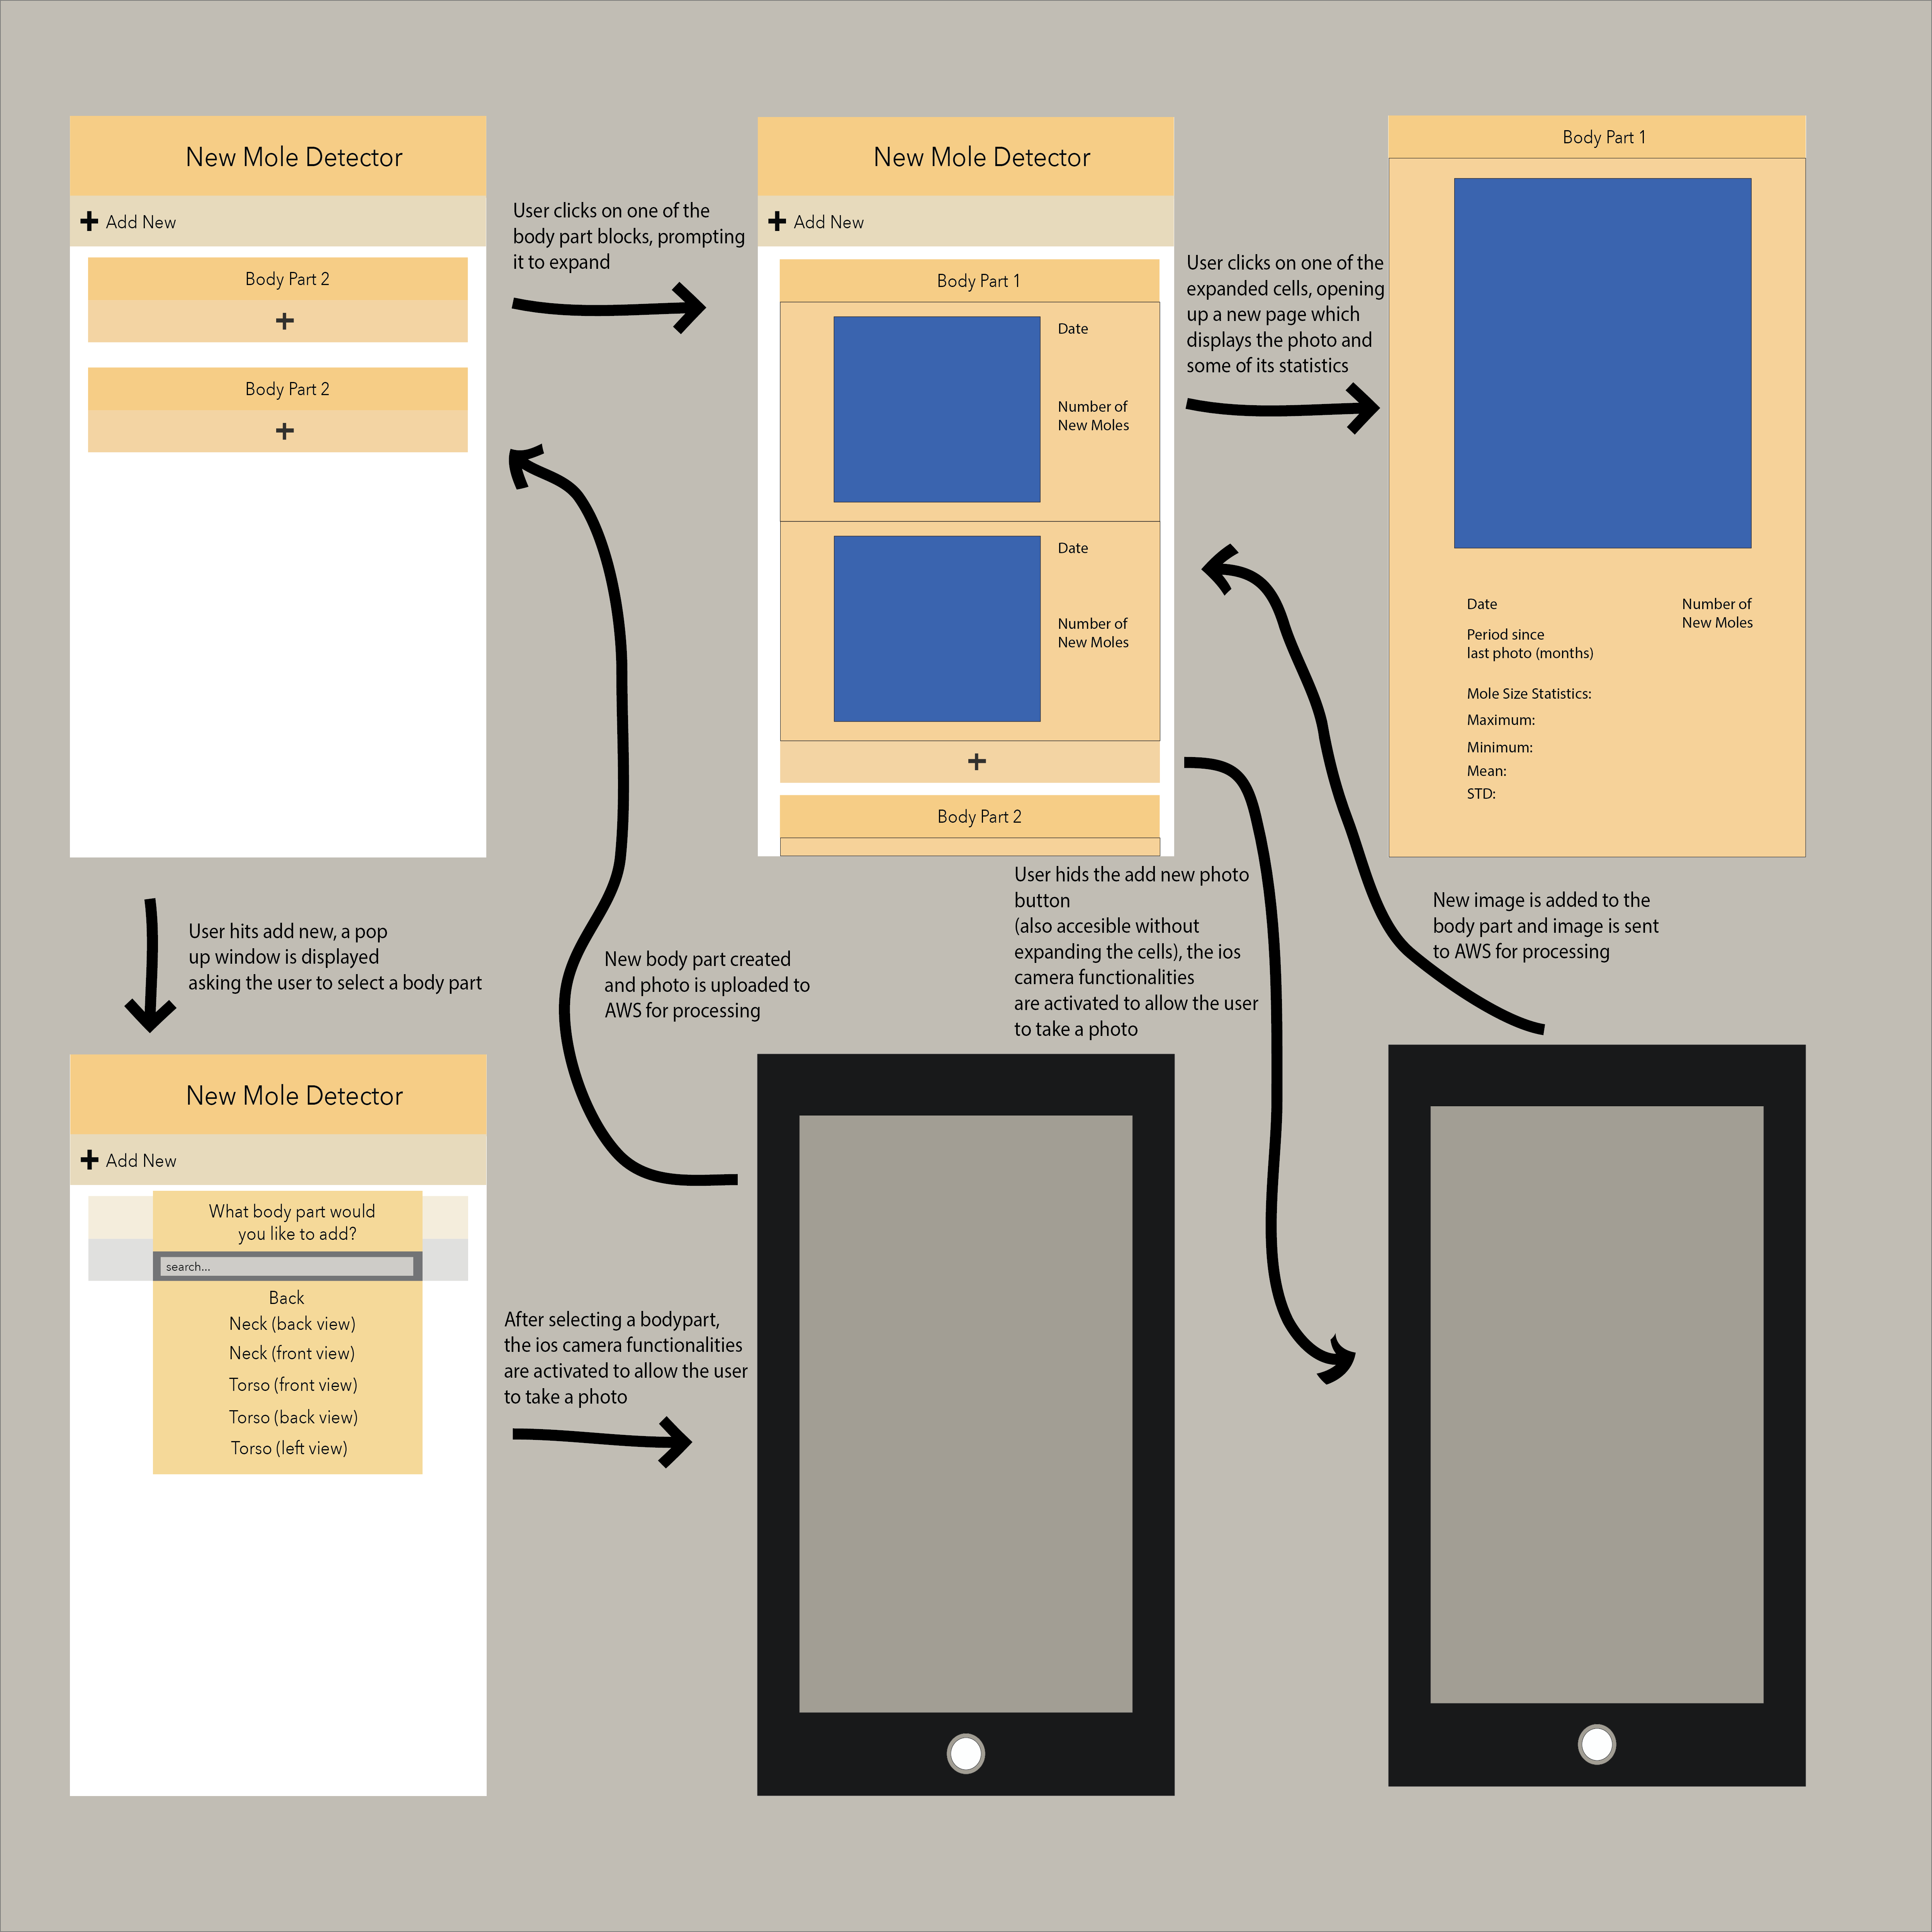 New Mole Detector
Add New
Body Part 2
Body Part 2
User clicks on one of the
body part blocks, prompting
it to expand
New Mole Detector
Add New
Body Part 1
Date
Number of
New Moles
Date
Number of
New Moles
Body Part 2
User clicks on one of the
expanded cells, opening
up a new page which
displays the photo and
some of its statistics
Body Part 1
Date
Number of
New Moles
Period since
last photo (months)
Mole Size Statistics:
Maximum:
Minimum:
Mean:
STD:
User hits add new, a pop
up window is displayed
asking the user to select a body part
New body part created
and photo is uploaded to
AWS for processing
User hids the add new photo
button
(also accesible without
expanding the cells), the ios
camera functionalities
are activated to allow the user
to take a photo
New image is added to the
body part and image is sent
to AWS for processing
New Mole Detector
Add New
What body part would
you like to add?
search...
Back
Neck (back view)
Neck (front view)
Torso (front view)
Torso (back view)
Torso (left view)
After selecting a bodypart,
the ios camera functionalities
are activated to allow the user
to take a photo